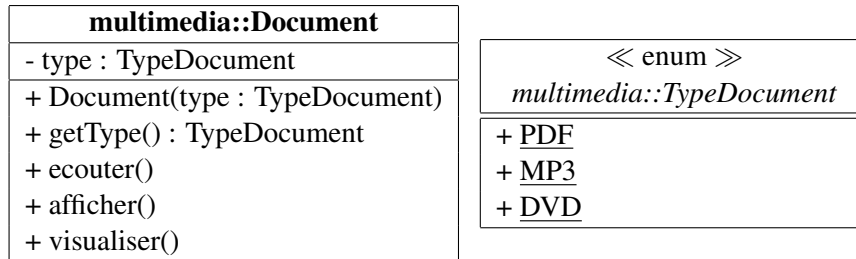 multimedia::Document
- type : TypeDocument
+ Document(type : TypeDocument)
+ getType() : TypeDocument
+ ecouter()
+ afficher()
+ visualiser()
≪ enum ≫
multimedia::TypeDocument
+ PDF
+ MP3
+ DVD